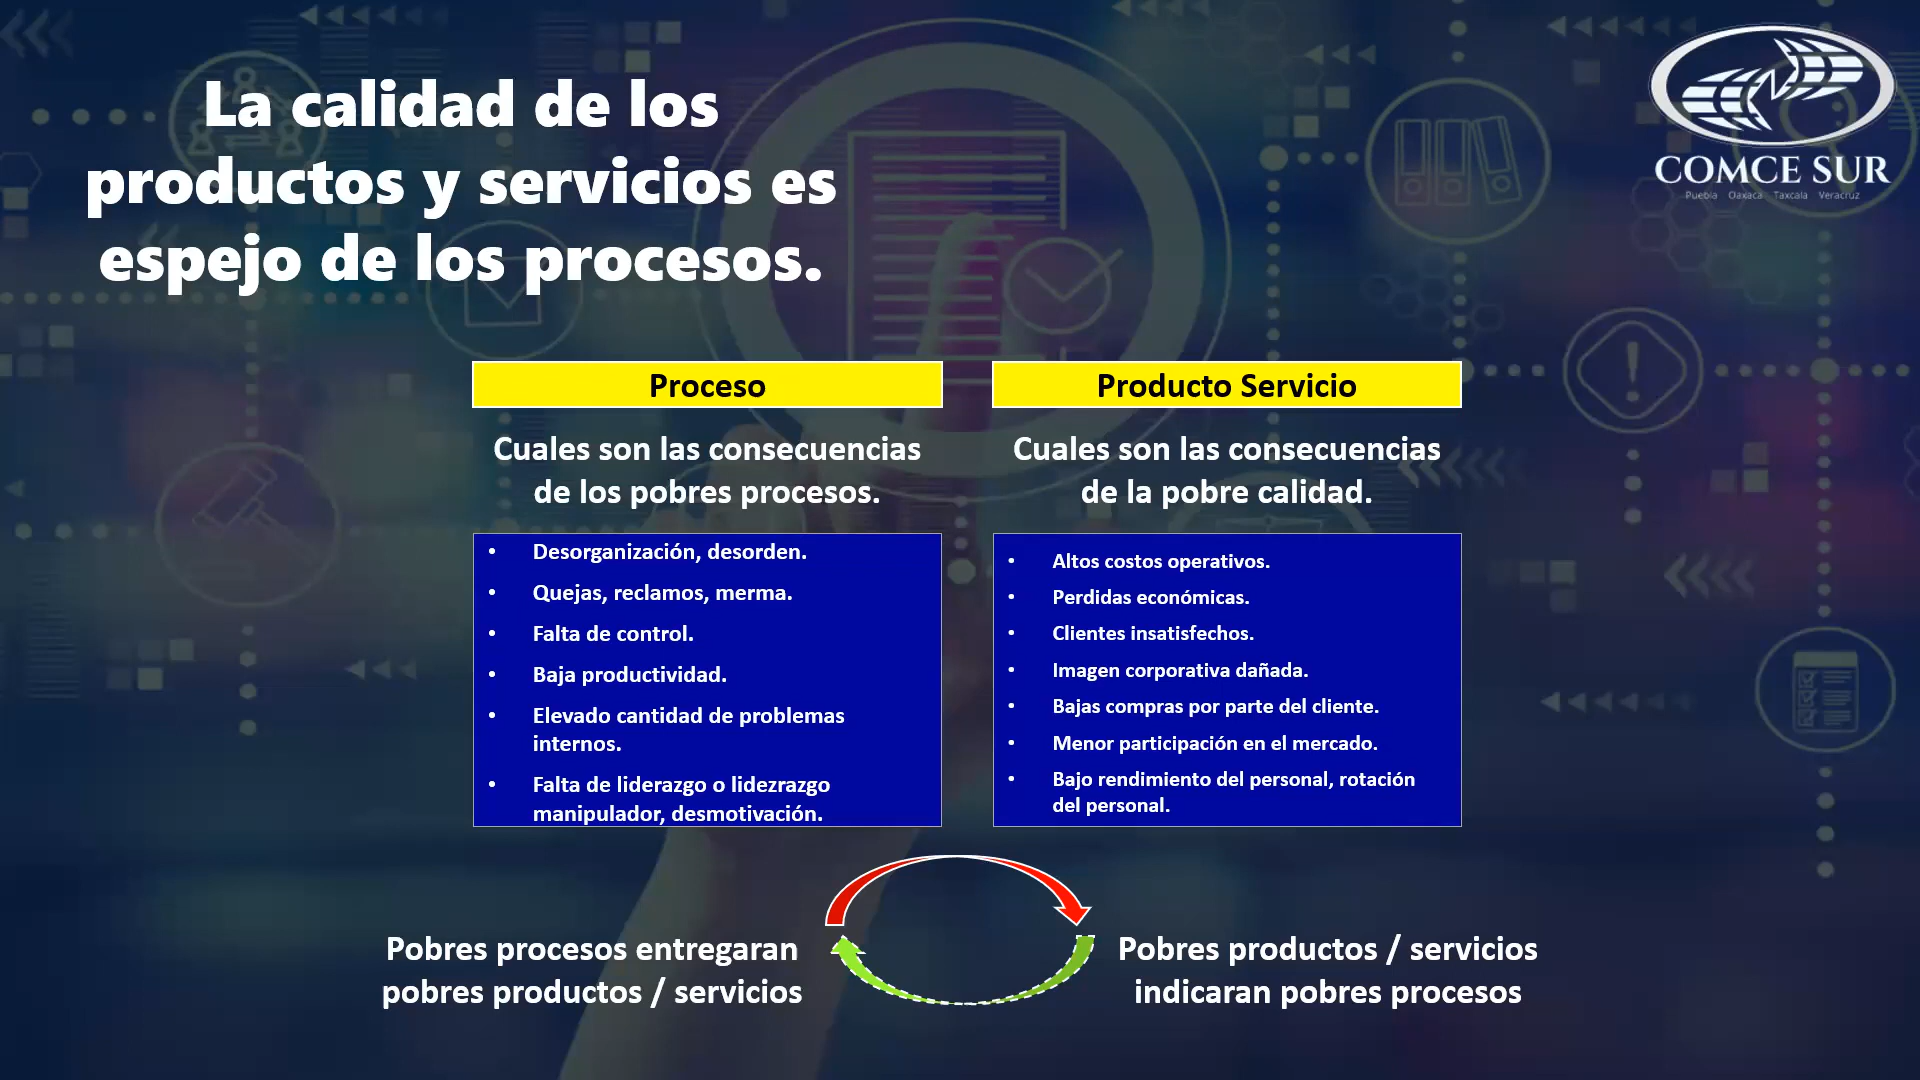 La calidad de los
productos y servicios es
espejo de los procesos.
COMCE SUR
Puebla Oaxaca Taxcala Veracruz
Proceso
Cuales son las consecuencias
de los pobres procesos.
• Desorganización, desorden.
• Quejas, reclamos, merma.
• Falta de control.
• Baja productividad.
• Elevado cantidad de problemas
internos.
• Falta de liderazgo o lidezrazgo
manipulador, desmotivación.
Producto Servicio
Cuales son las consecuencias
de la pobre calidad.
• Altos costos operativos.
• Perdidas económicas.
• Clientes insatisfechos.
• Imagen corporativa dañada.
• Bajas compras por parte del cliente.
• Menor participación en el mercado.
• Bajo rendimiento del personal, rotación
del personal.
Pobres procesos entregaran
pobres productos / servicios
Pobres productos / servicios
indicaran pobres procesos